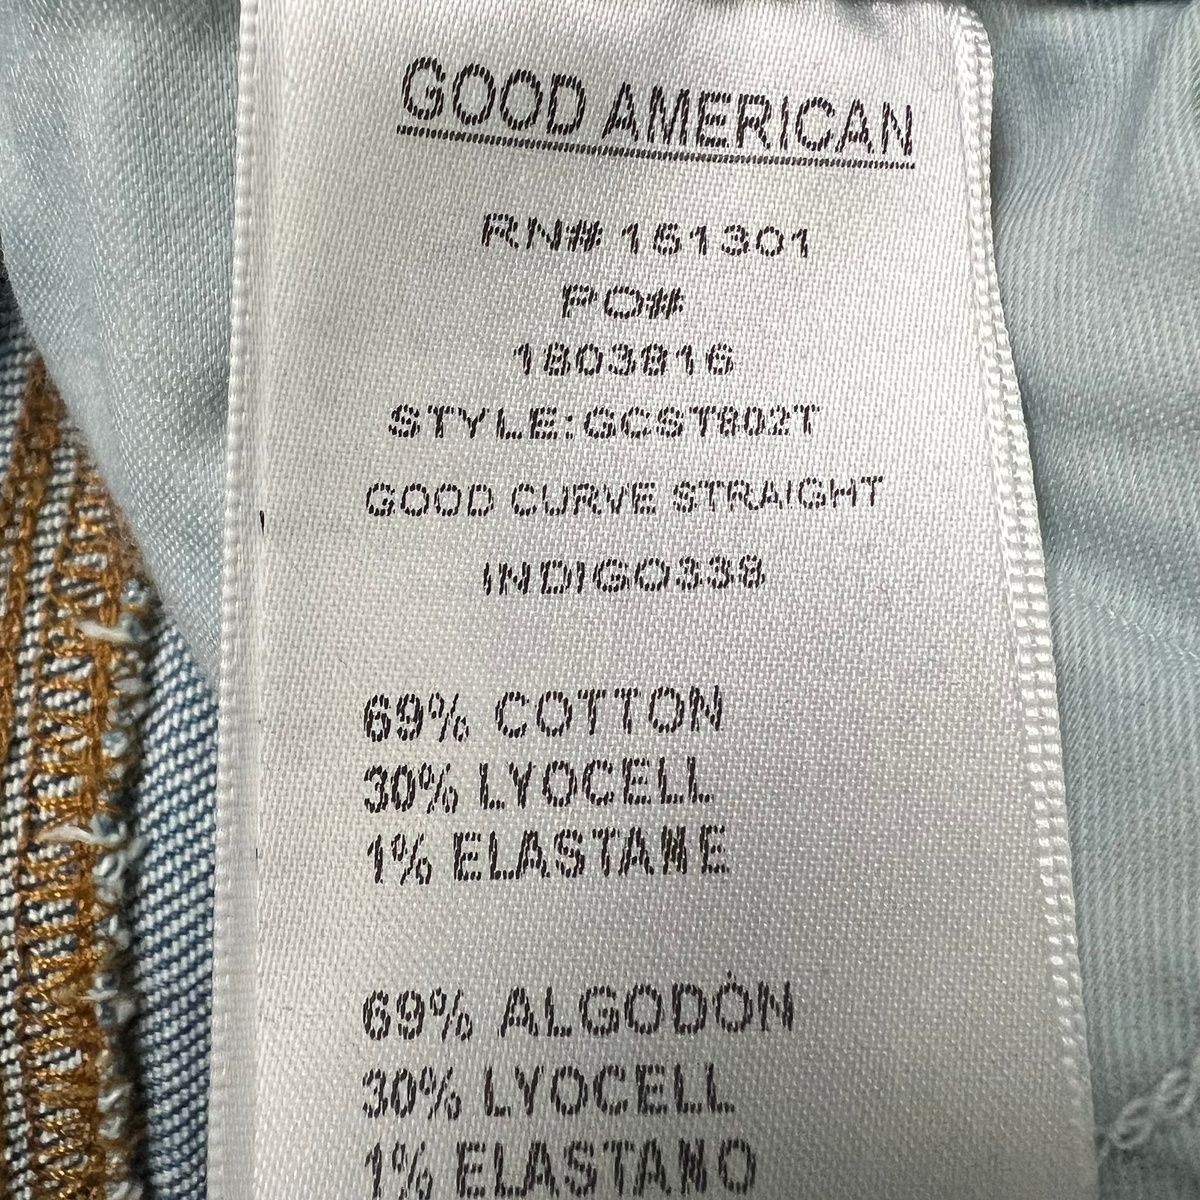 GOOD AMERICAN
RN# 151301
PO#
1803816
STYLE:GCST802T
GOOD CURVE STRAIGHT
INDIGO338
69% COTTON
30% LYOCELL
1% ELASTANE
69% ALGODÓN
30% LYOCELL
1% ELASTANO